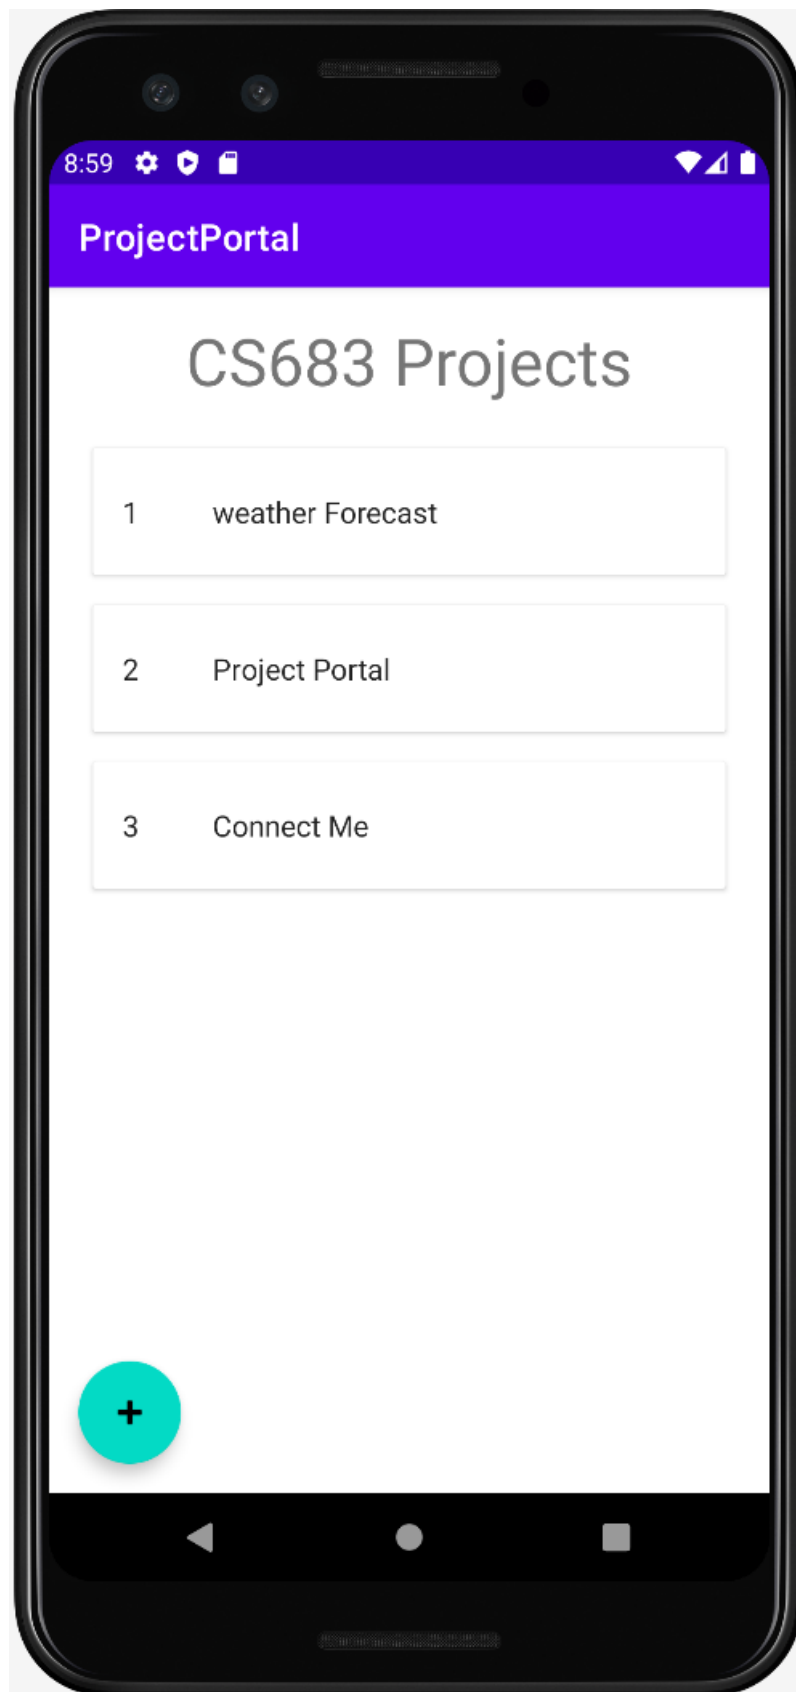 8:59
ProjectPortal
CS683 Projects
1 weather Forecast
2 Project Portal
3 Connect Me
+